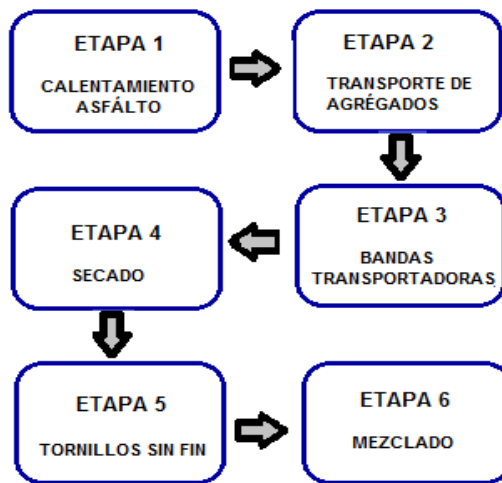 ETAPA 1
CALENTAMIENTO
ASFÁLTO
ETAPA 2
TRANSPORTE DE
AGRÉGADOS
ETAPA 3
BANDAS
TRANSPORTADORAS
ETAPA 4
SECADO
ETAPA 5
TORNILLOS SIN FIN
ETAPA 6
MEZCLADO